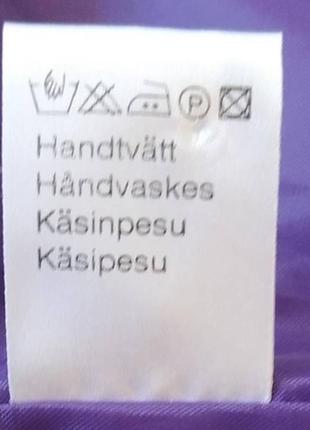 P
Handtvätt
Håndvaskes
Käsinpesu
Käsipesu